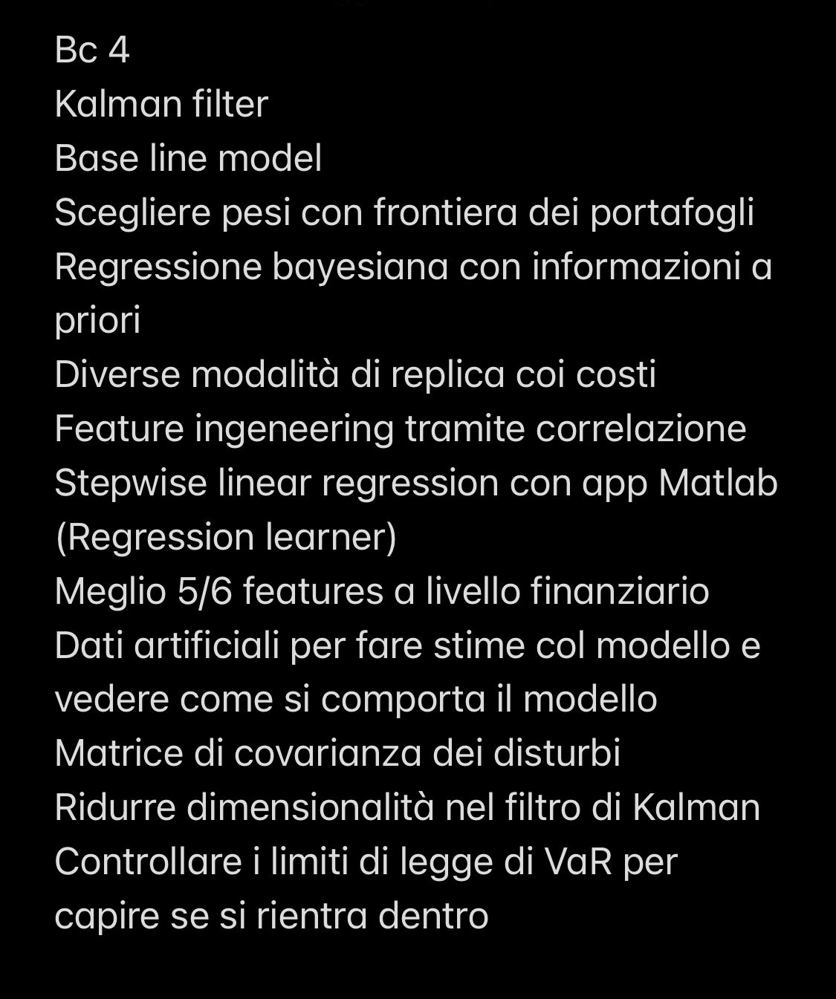 Bc 4
Kalman filter
Base line model
Scegliere pesi con frontiera dei portafogli
Regressione bayesiana con informazioni a
priori
Diverse modalità di replica coi costi
Feature ingeneering tramite correlazione
Stepwise linear regression con app Matlab
(Regression learner)
Meglio 5/6 features a livello finanziario
Dati artificiali per fare stime col modello e
vedere come si comporta il modello
Matrice di covarianza dei disturbi
Ridurre dimensionalità nel filtro di Kalman
Controllare i limiti di legge di VaR per
capire se si rientra dentro